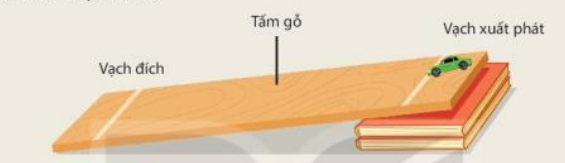 Tấm gỗ
Vạch xuất phát
Vạch đích